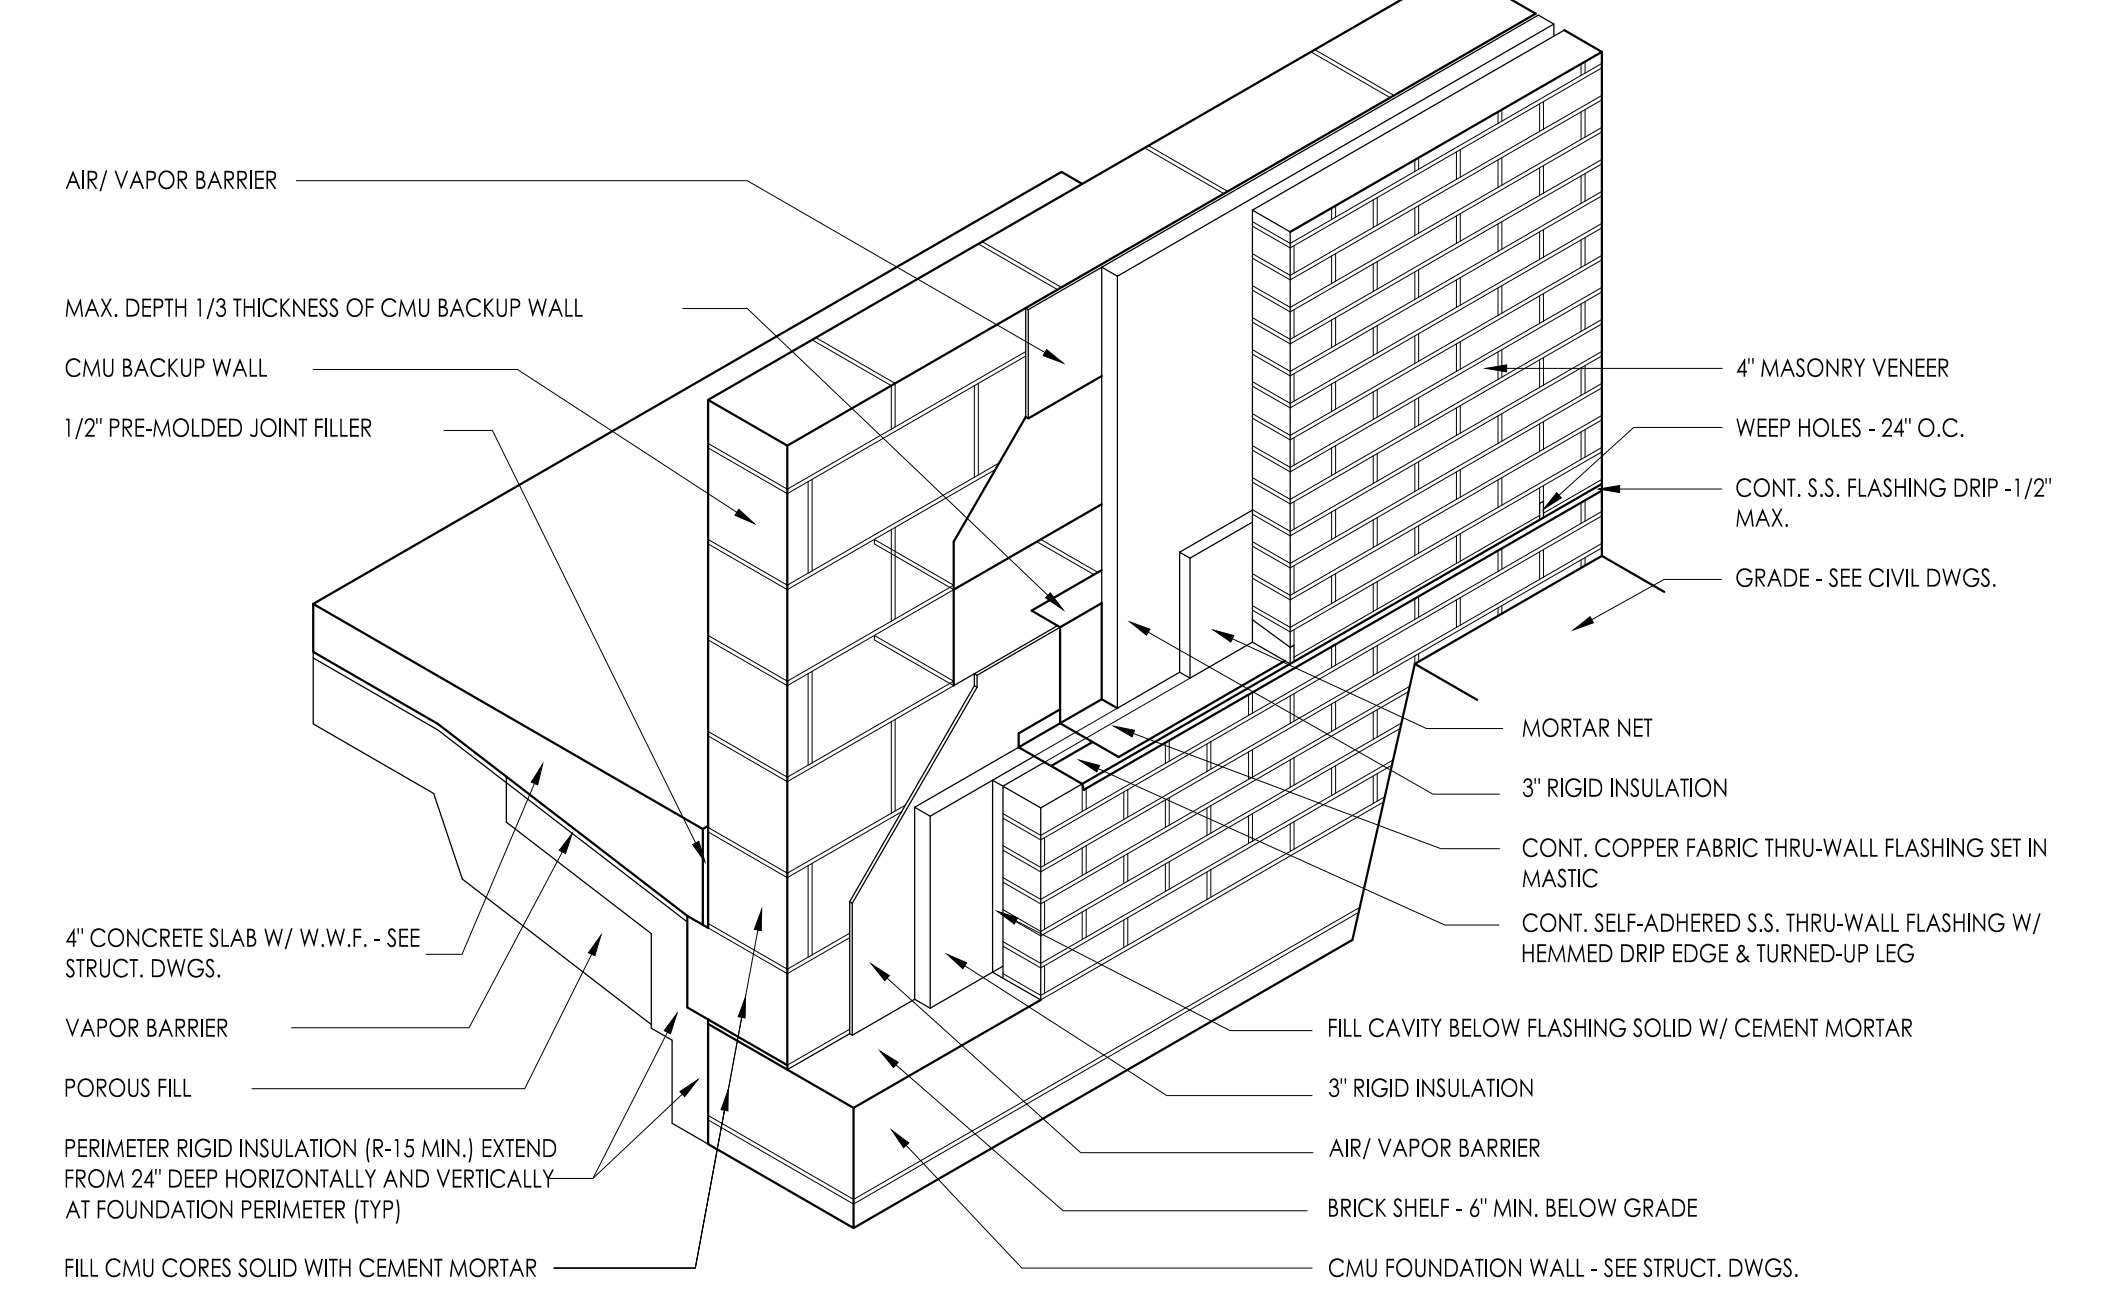 AIR/ VAPOR BARRIER
MAX. DEPTH 1/3 THICKNESS OF CMU BACKUP WALL
CMU BACKUP WALL
1/2" PRE-MOLDED JOINT FILLER
4" CONCRETE SLAB W/ W.W.F. - SEE
STRUCT. DWGS.
VAPOR BARRIER
POROUS FILL
PERIMETER RIGID INSULATION (R-15 MIN.) EXTEND
FROM 24" DEEP HORIZONTALLY AND VERTICALLY
AT FOUNDATION PERIMETER (TYP)
FILL CMU CORES SOLID WITH CEMENT MORTAR
4" MASONRY VENEER
WEEP HOLES - 24" O.C.
CONT. S.S. FLASHING DRIP -1/2"
MAX.
GRADE - SEE CIVIL DWGS.
MORTAR NET
3" RIGID INSULATION
CONT. COPPER FABRIC THRU-WALL FLASHING SET IN
MASTIC
CONT. SELF-ADHERED S.S. THRU-WALL FLASHING W/
HEMMED DRIP EDGE & TURNED-UP LEG
FILL CAVITY BELOW FLASHING SOLID W/ CEMENT MORTAR
3" RIGID INSULATION
AIR/ VAPOR BARRIER
BRICK SHELF - 6" MIN. BELOW GRADE
CMU FOUNDATION WALL - SEE STRUCT. DWGS.